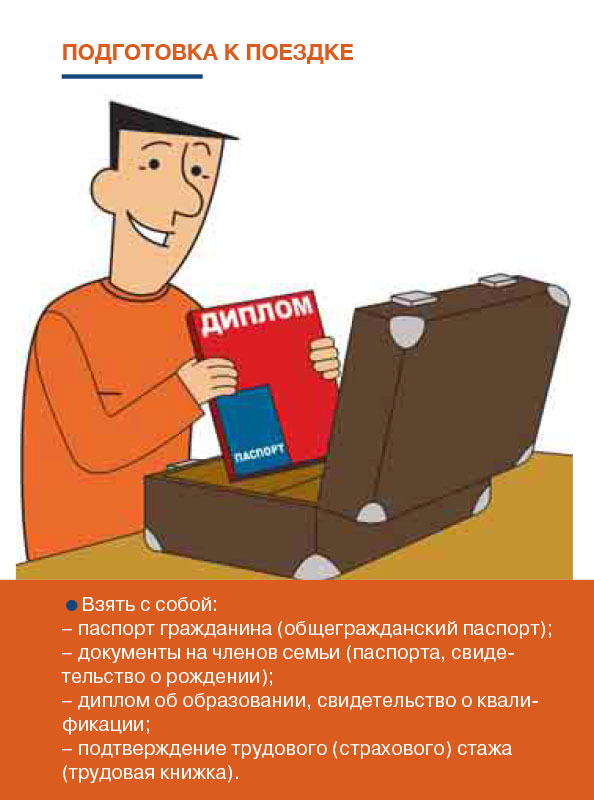 ПОДГОТОВКА К ПОЕЗДКЕ
ДИПЛОМ
ПАСПОРТ
●Взять с собой:
– паспорт гражданина (общегражданский паспорт);
– документы на членов семьи (паспорта, свиде-
тельство о рождении);
– диплом об образовании, свидетельство о квали-
фикации;
– подтверждение трудового (страхового) стажа
(трудовая книжка).